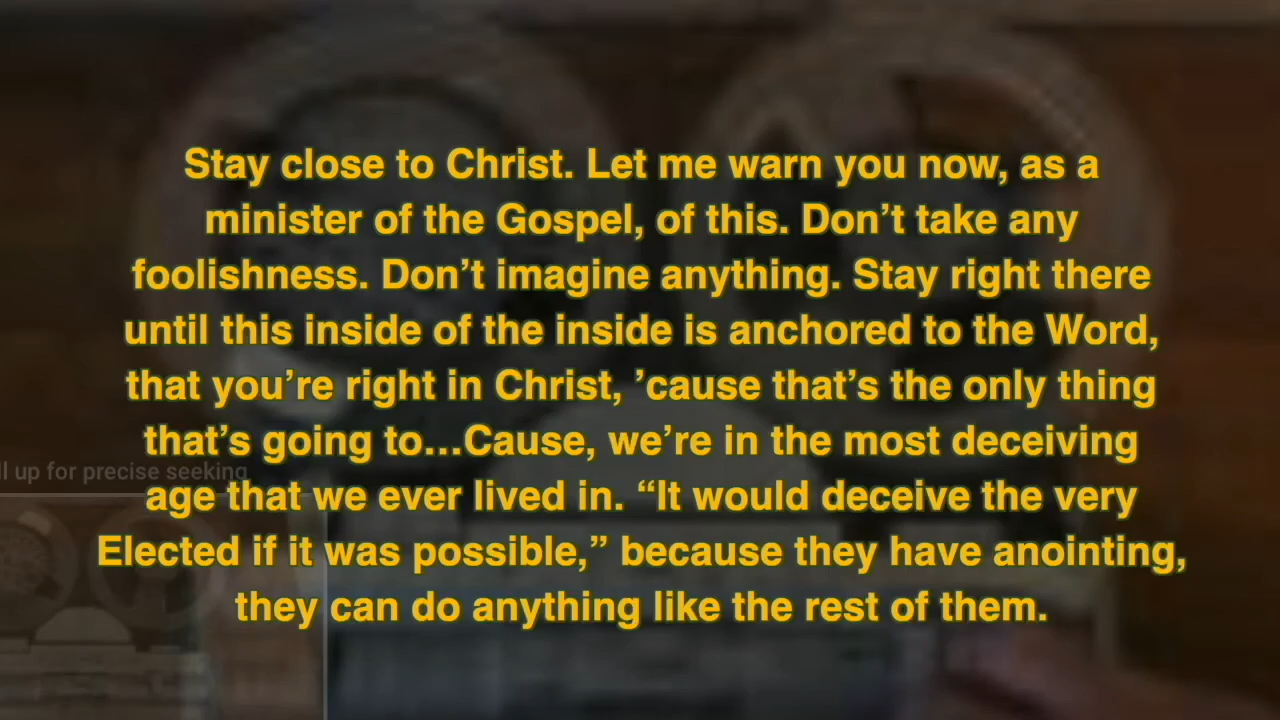 Stay close to Christ. Let me warn you now, as a
minister of the Gospel, of this. Don’t take any
foolishness. Don’t imagine anything. Stay right there
until this inside of the inside is anchored to the Word,
that you’re right in Christ, ’cause that’s the only thing
that’s going to...Cause, we’re in the most deceiving
age that we ever lived in. “It would deceive the very
Elected if it was possible,” because they have anointing,
they can do anything like the rest of them.
ll up for precise seeking